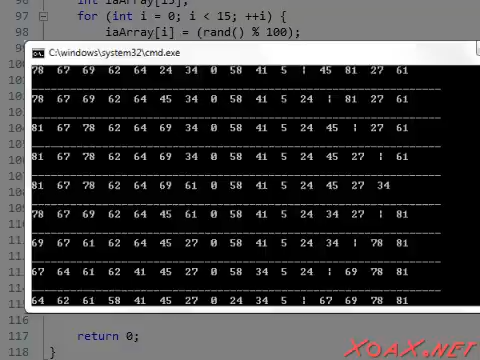 96 int iaArray[15];
97 for (int i = 0; i < 15; ++i) {
98 iaArray[i] = (rand() % 100);
C:\windows\system32\cmd.exe
78 67 69 62 64 24 34 0 58 41 5 ¦ 45 81 27 61
78 67 69 62 64 45 34 0 58 41 5 24 ¦ 81 27 61
81 67 78 62 64 69 34 0 58 41 5 24 45 ¦ 27 61
81 67 78 62 64 69 34 0 58 41 5 24 45 27 ¦ 61
81 67 78 62 64 69 61 0 58 41 5 24 45 27 34
78 67 69 62 64 45 61 0 58 41 5 24 34 27 ¦ 81
69 67 61 62 64 45 27 0 58 41 5 24 34 ¦ 78 81
67 64 61 62 41 45 27 0 58 34 5 24 ¦ 69 78 81
64 62 61 58 41 45 27 0 24 34 5 ¦ 67 69 78 81
116
117 return 0;
118 }
XOAX.NET